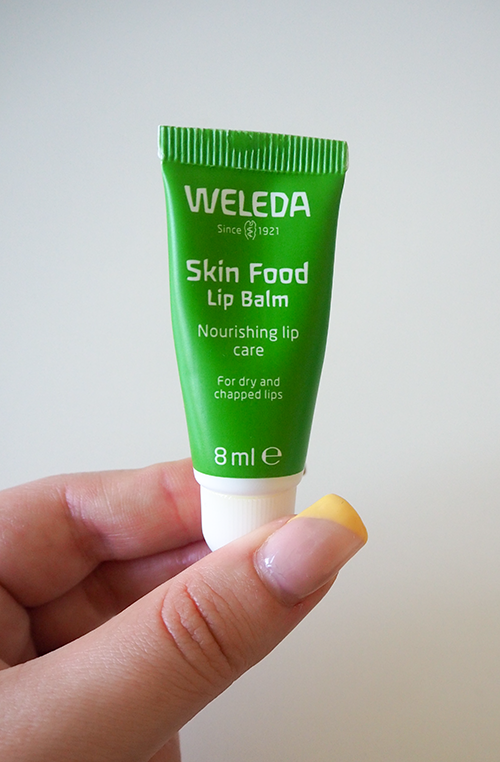 WELEDA
Since 1921
Skin Food
Lip Balm
Nourishing lip
care
For dry and
chapped lips
8 ml ℮